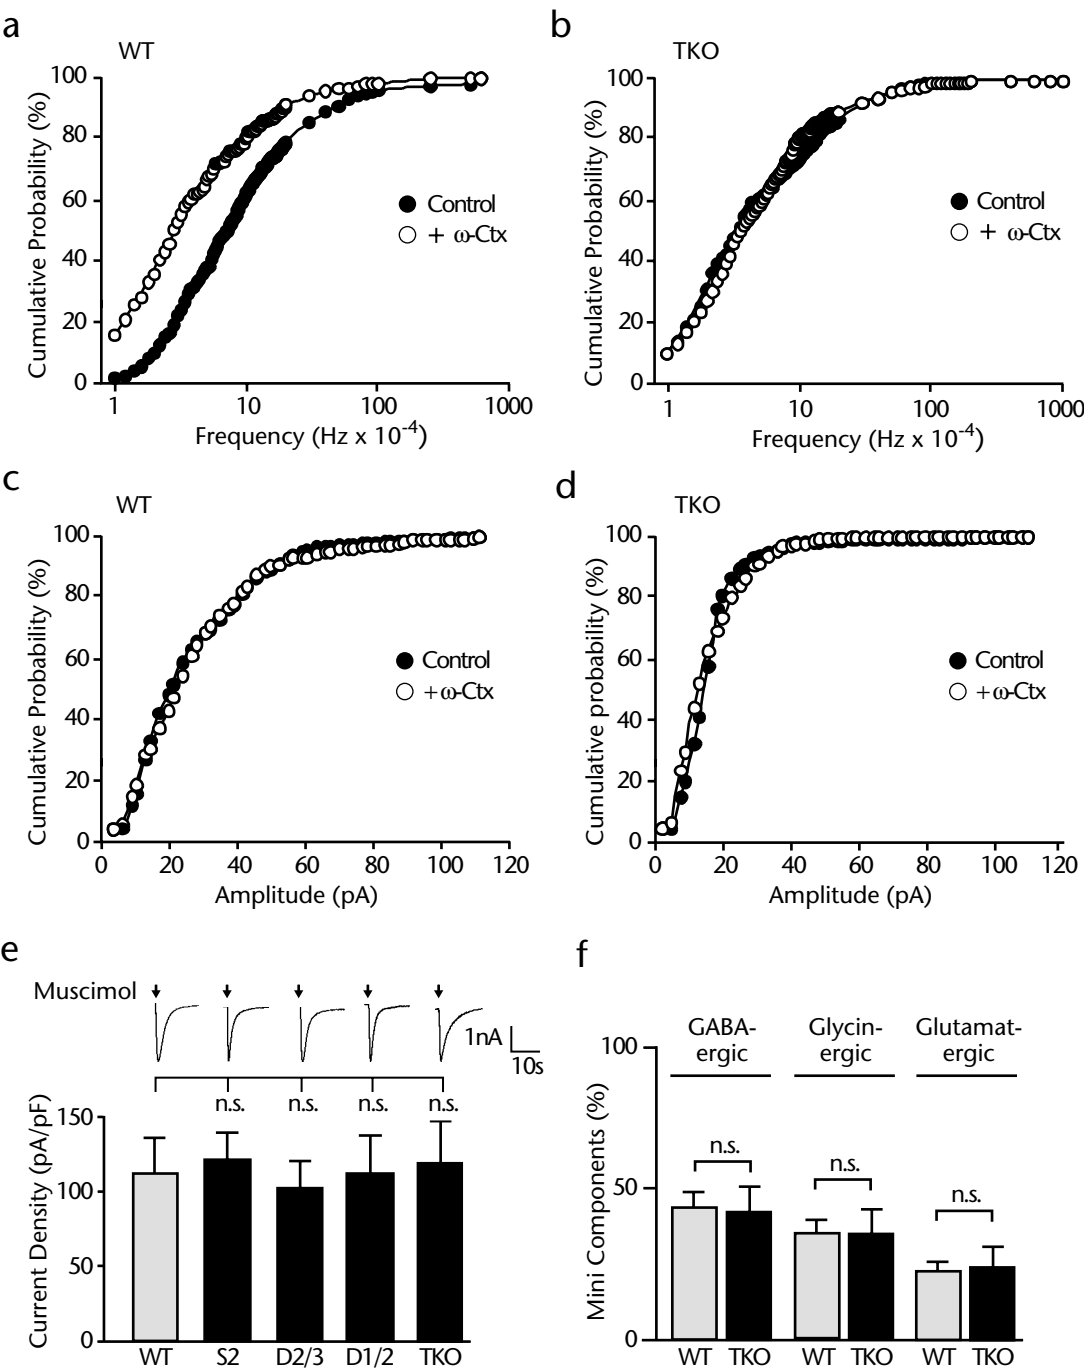 a
WT
Cumulative Probability (%)
100
80
60
40
20
0
1
10
100
1000
Frequency (Hz x 10-4)
Control
+ ω-Ctx
b
TKO
Cumulative Probability (%)
100
80
60
40
20
0
1
10
100
1000
Frequency (Hz x 10-4)
Control
+ ω-Ctx
c
WT
Cumulative Probability (%)
100
80
60
40
20
0
0
20
40
60
80
100
120
Amplitude (pA)
Control
+ω-Ctx
d
TKO
Cumulative probability (%)
100
80
60
40
20
0
0
20
40
60
80
100
120
Amplitude (pA)
Control
+ω-Ctx
e
Muscimol
1nA
10s
n.s.
n.s.
n.s.
n.s.
Current Density (pA/pF)
150
100
50
0
WT
S2
D2/3
D1/2
TKO
f
Mini Components (%)
100
50
0
GABA-
ergic
Glycin-
ergic
Glutamat-
ergic
n.s.
n.s.
n.s.
WT
TKO
WT
TKO
WT
TKO